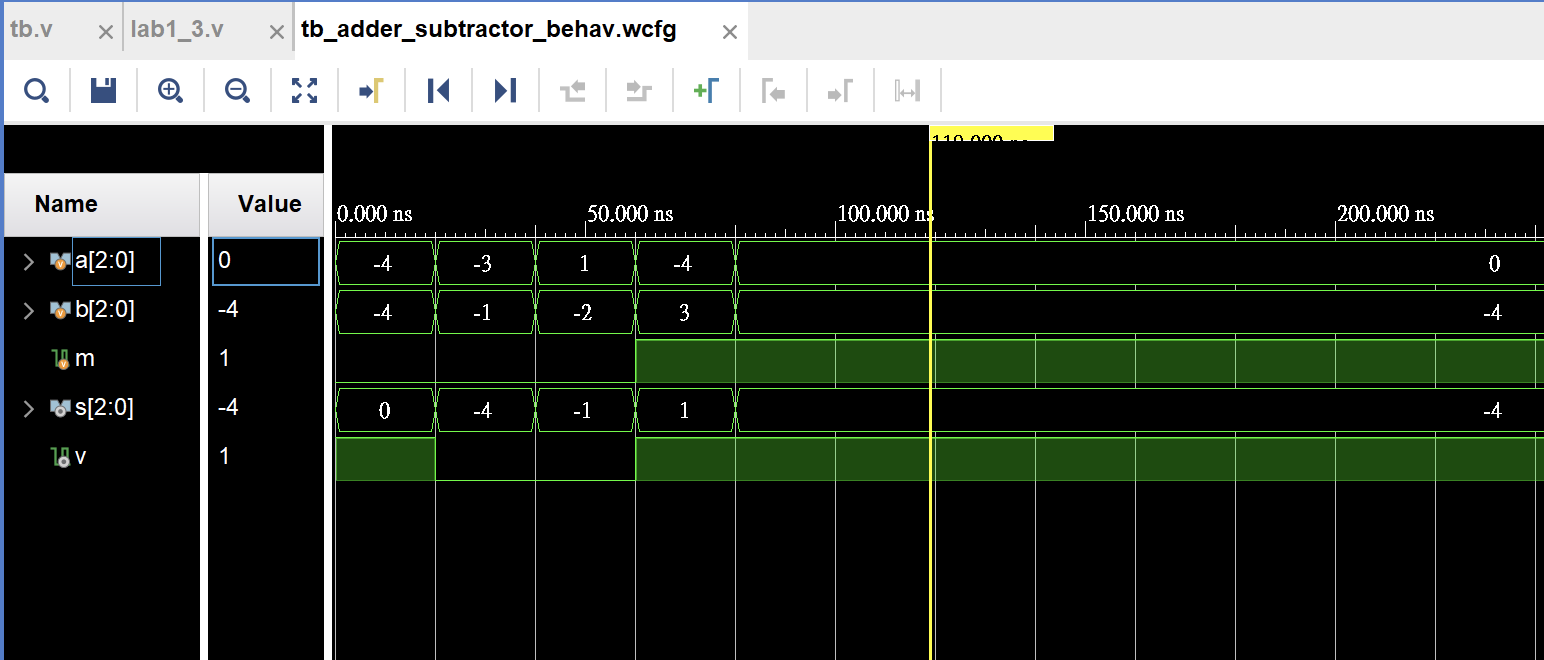 tb.v
lab1_3.v
tb_adder_subtractor_behav.wcfg
Name
Value
0.000 ns
50.000 ns
100.000 ns
150.000 ns
200.000 ns
a[2:0]
0
-4
-3
1
-4
0
b[2:0]
-4
-4
-1
-2
3
-4
m
1
s[2:0]
-4
0
-4
-1
1
-4
v
1